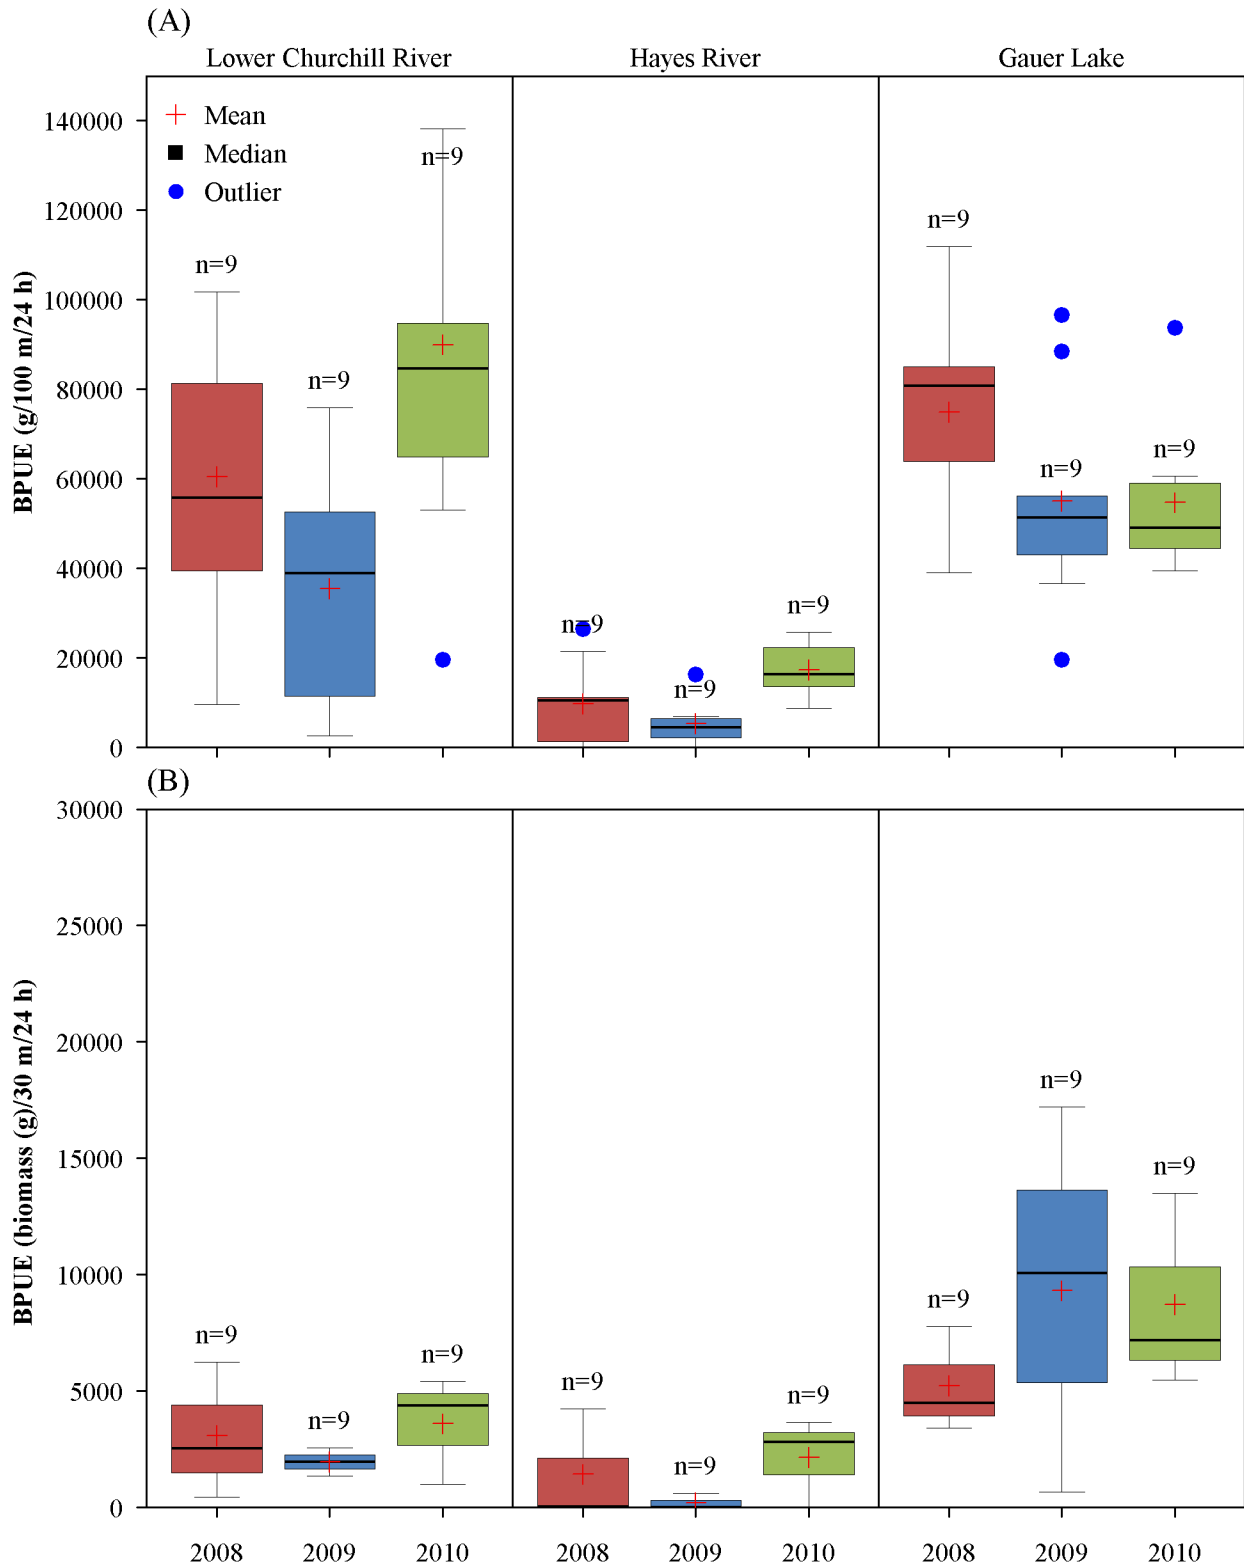 (A)
Lower Churchill River Hayes River Gauer Lake
BPUE (g/100 m/24 h)
140000
120000
100000
80000
60000
40000
20000
0
Mean
Median
Outlier
n=9 n=9 n=9
n=9 n=9 n=9
n=9 n=9 n=9
(B)
BPUE (biomass (g)/30 m/24 h)
30000
25000
20000
15000
10000
5000
0
n=9 n=9 n=9
n=9 n=9 n=9
n=9 n=9 n=9
2008 2009 2010 2008 2009 2010 2008 2009 2010